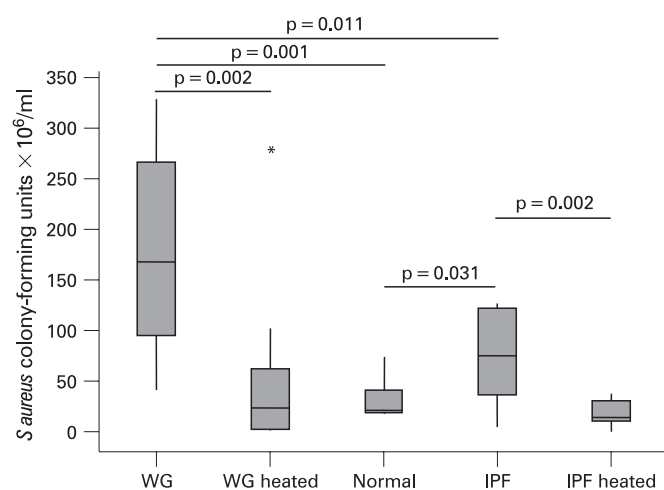 p = 0.011
p = 0.001
p = 0.002
350
300
250
200
150
100
50
0
S aureus colony-forming units × 10⁶/ml
*
p = 0.002
p = 0.031
WG
WG heated
Normal
IPF
IPF heated